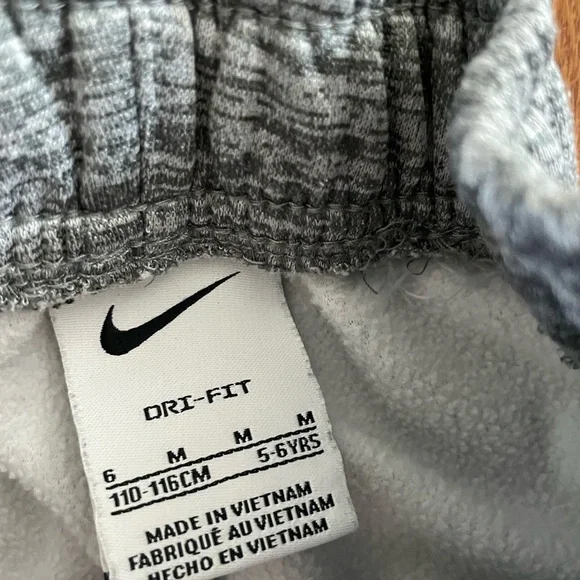 DRI-FIT
6 M M M
110-116CM 5-6YRS
MADE IN VIETNAM
FABRIQUÉ AU VIETNAM
HECHO EN VIETNAM